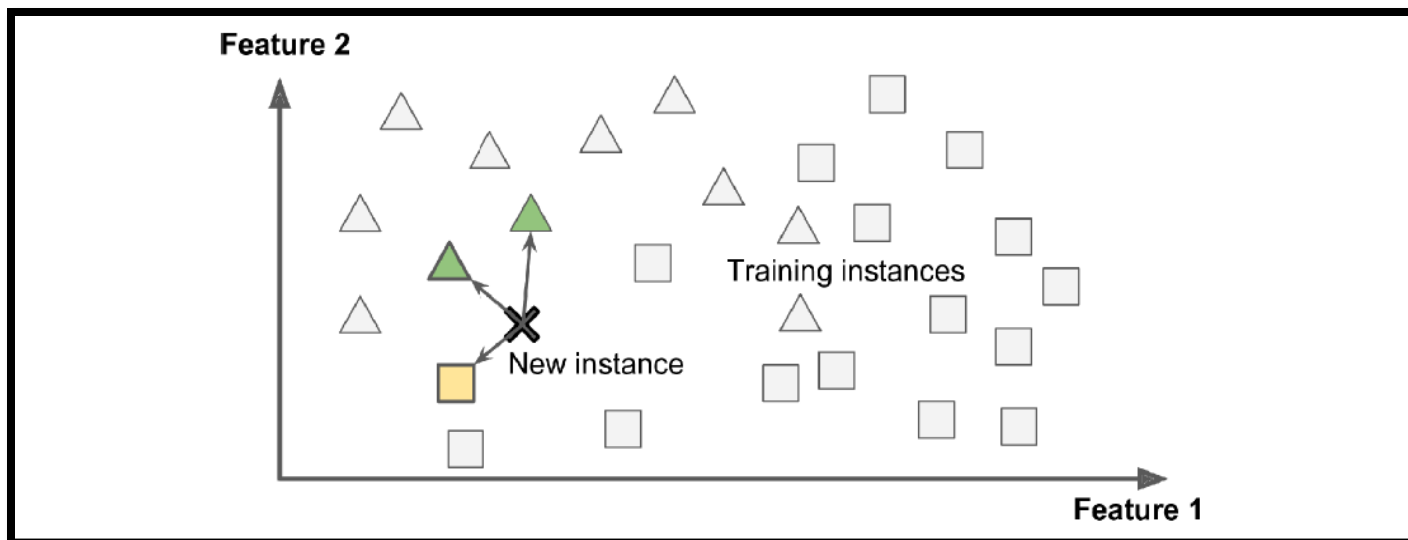 Feature 2
Training instances
New instance
Feature 1